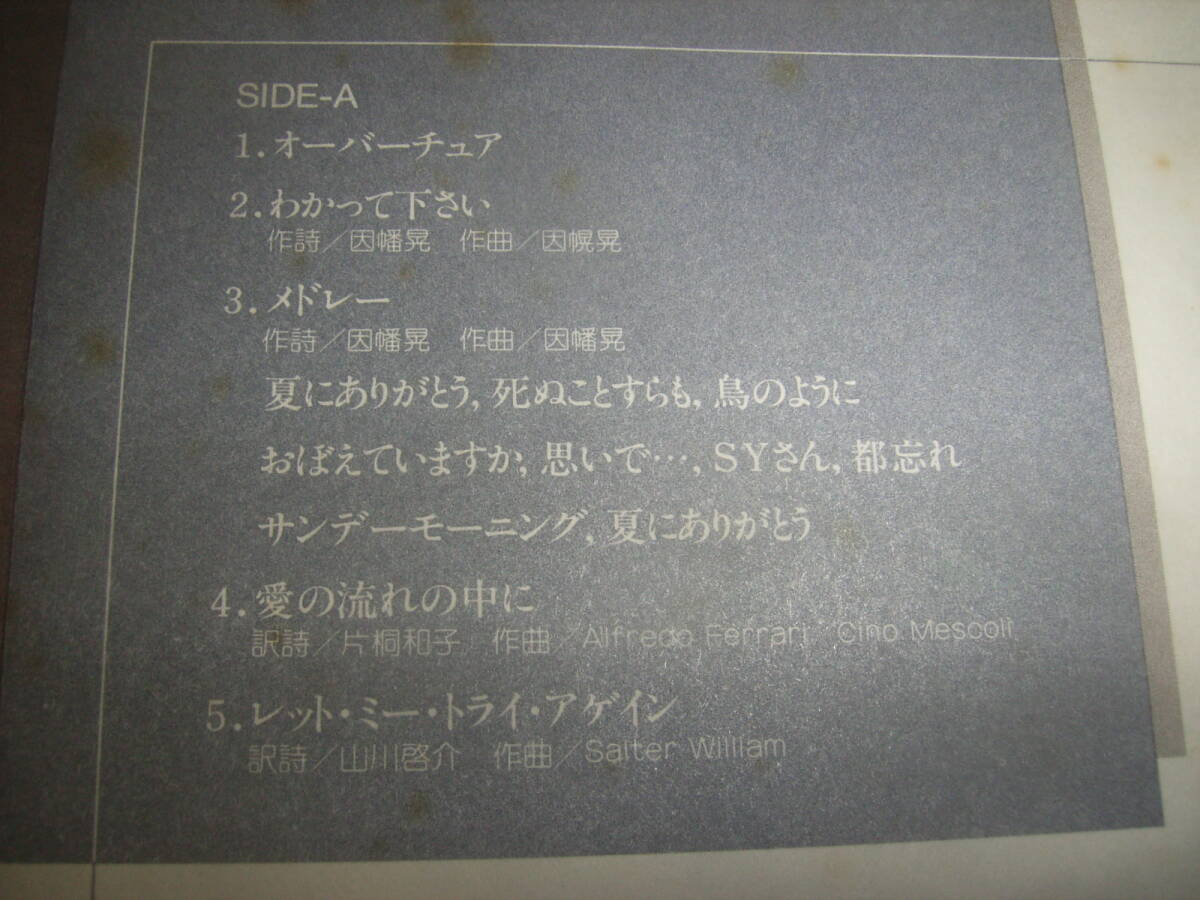 SIDE-A
1.オーバーチュア
2.わかって下さい
作詩/因幡晃 作曲/因幌晃
3.メドレー
作詩/因幡晃 作曲/因幡晃
夏にありがとう,死ぬことすらも,鳥のように
おぼえていますか,思いで…,SYさん,都忘れ
サンデーモーニング,夏にありがとう
4.愛の流れの中に
訳詩/片桐和子 作曲/Alfredo Ferrari/Cino Mescoli
5.レット・ミー・トライ・アゲイン
訳詩/山川啓介 作曲/Salter William